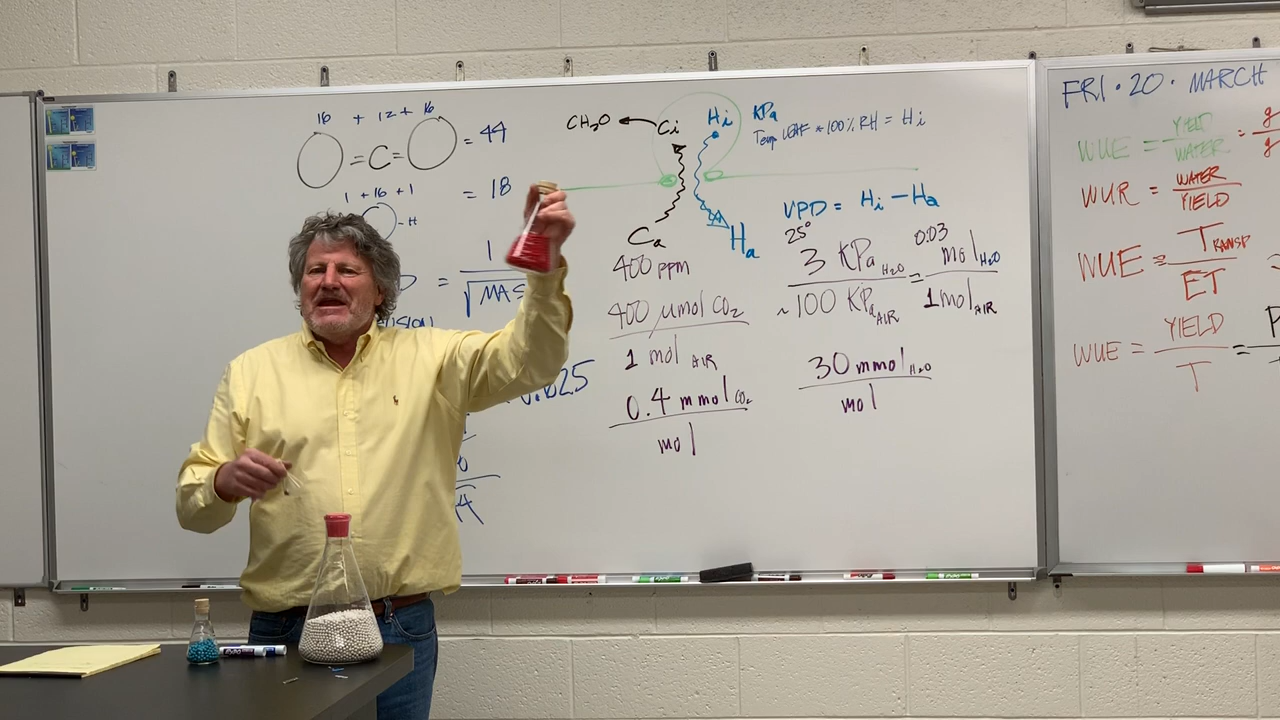 16 + 12 + 16
=C= = 44
1 + 16 + 1
-H = 18
1
= √MAS
0.625
CH₂O Ci
Hi KPa
Temp LEAF * 100% RH = Hi
Ca Ha
400 ppm
400 µmol CO₂
1 mol AIR
0.4 mmol CO₂
mol
VPD = Hi - Ha
25°
3 KPa H₂O = 0.03 mol H₂O
~100 KPa AIR 1 mol AIR
30 mmol H₂O
mol
FRI · 20 · MARCH
WUE = YIELD = g
WATER g
WUR = WATER
YIELD
WUE ≈ TRANSP
ET
WUE = YIELD =
T